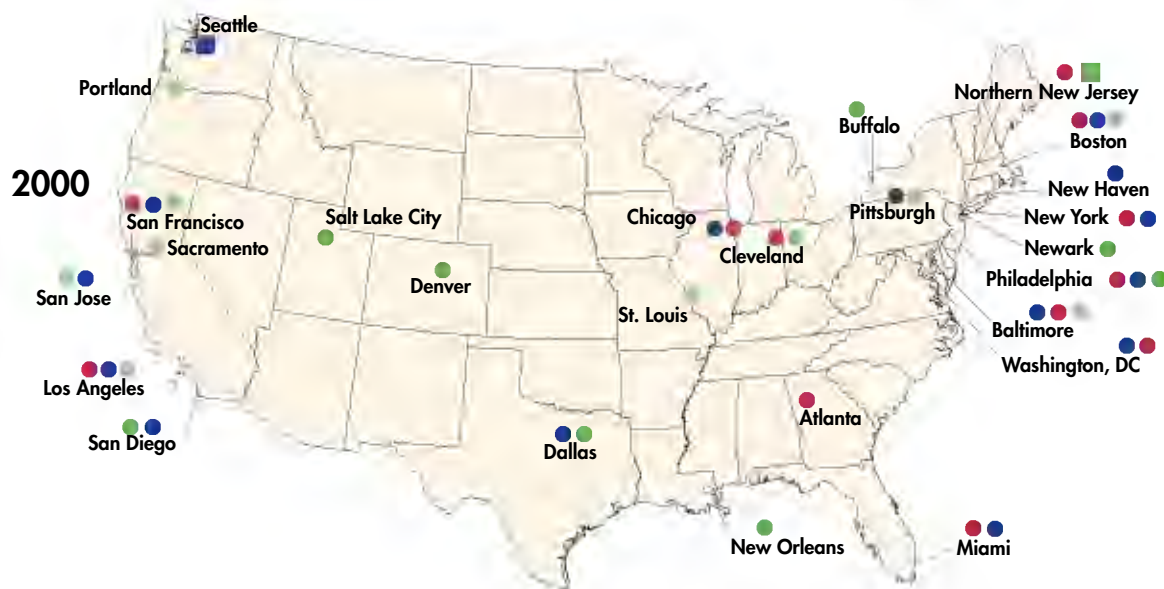 Seattle
Portland
Northern New Jersey
Buffalo
Boston
2000
New Haven
Chicago
Pittsburgh
San Francisco
Salt Lake City
New York
Sacramento
Cleveland
Newark
Denver
Philadelphia
San Jose
St. Louis
Baltimore
Washington, DC
Los Angeles
Atlanta
San Diego
Dallas
New Orleans
Miami